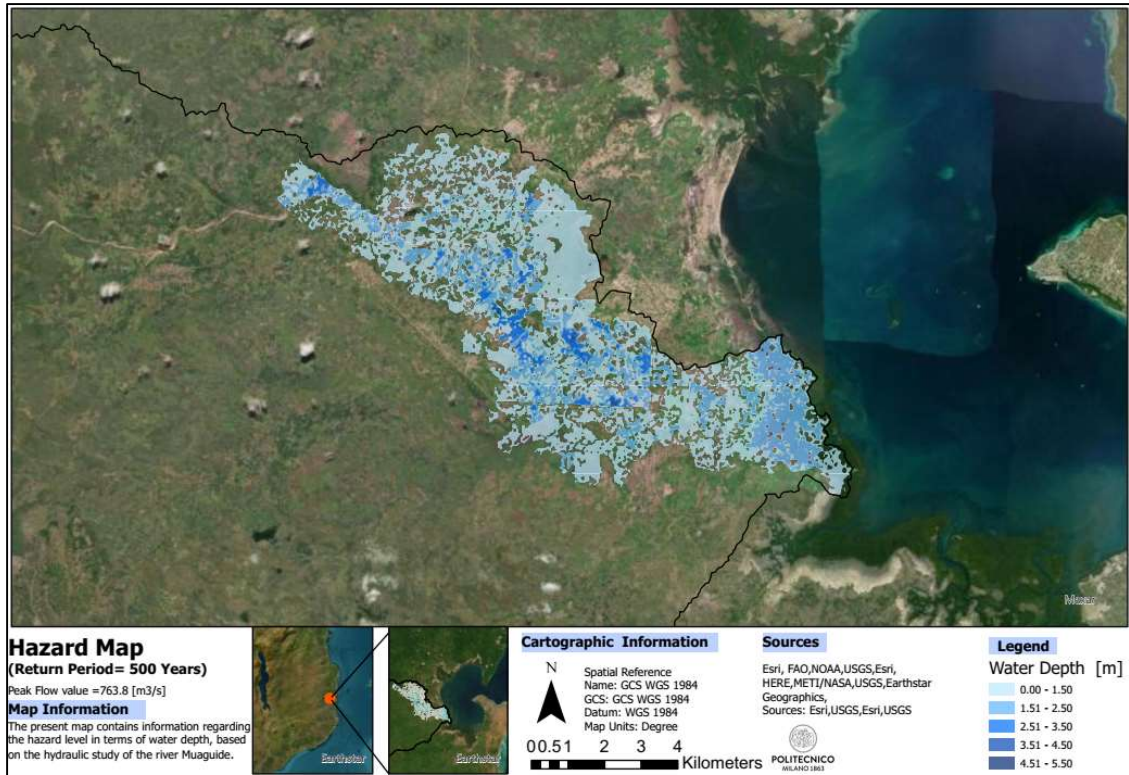 Maxar
Hazard Map
(Return Period= 500 Years)
Peak Flow value =763.8 [m3/s]
Map Information
The present map contains information regarding
the hazard level in terms of water depth, based
on the hydraulic study of the river Muaguide.
Earthstar
Earthstar
Cartographic Information
N
Spatial Reference
Name: GCS WGS 1984
GCS: GCS WGS 1984
Datum: WGS 1984
Map Units: Degree
0 0.5 1 2 3 4 Kilometers
Sources
Esri, FAO,NOAA,USGS,Esri,
HERE,METI/NASA,USGS,Earthstar
Geographics,
Sources: Esri,USGS,Esri,USGS
POLITECNICO
MILANO 1863
Legend
Water Depth [m]
0.00 - 1.50
1.51 - 2.50
2.51 - 3.50
3.51 - 4.50
4.51 - 5.50